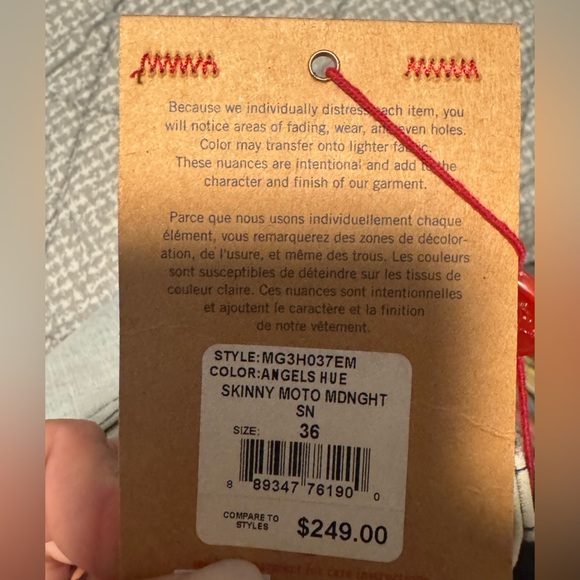 Because we individually distress each item, you
will notice areas of fading, wear, and even holes.
Color may transfer onto lighter fabric.
These nuances are intentional and add to the
character and finish of our garment.
Parce que nous usons individuellement chaque
élément, vous remarquerez des zones de décolor-
ation, de l'usure, et même des trous. Les couleurs
sont susceptibles de déteindre sur les tissus de
couleur claire. Ces nuances sont intentionnelles
et ajoutent le caractère et la finition
de notre vêtement.
STYLE:MG3H037EM
COLOR:ANGELS HUE
SKINNY MOTO MDNGHT
SN
SIZE: 36
8 89347 76190 0
COMPARE TO
STYLES $249.00